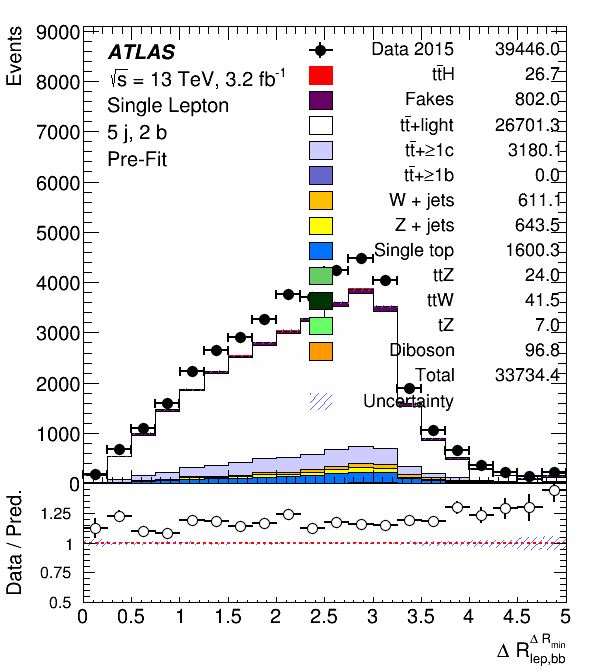 Events
9000
8000
7000
6000
5000
4000
3000
2000
1000
0
ATLAS
√s = 13 TeV, 3.2 fb⁻¹
Single Lepton
5 j, 2 b
Pre-Fit
Data 2015 39446.0
tt̄H 26.7
Fakes 802.0
tt̄+light 26701.3
tt̄+≥1c 3180.1
tt̄+≥1b 0.0
W + jets 611.1
Z + jets 643.5
Single top 1600.3
ttZ 24.0
ttW 41.5
tZ 7.0
Diboson 96.8
Total 33734.4
Uncertainty
Data / Pred.
1.25
1
0.75
0.5
0 0.5 1 1.5 2 2.5 3 3.5 4 4.5 5
Δ R_{lep,bb}^{Δ R_{min}}